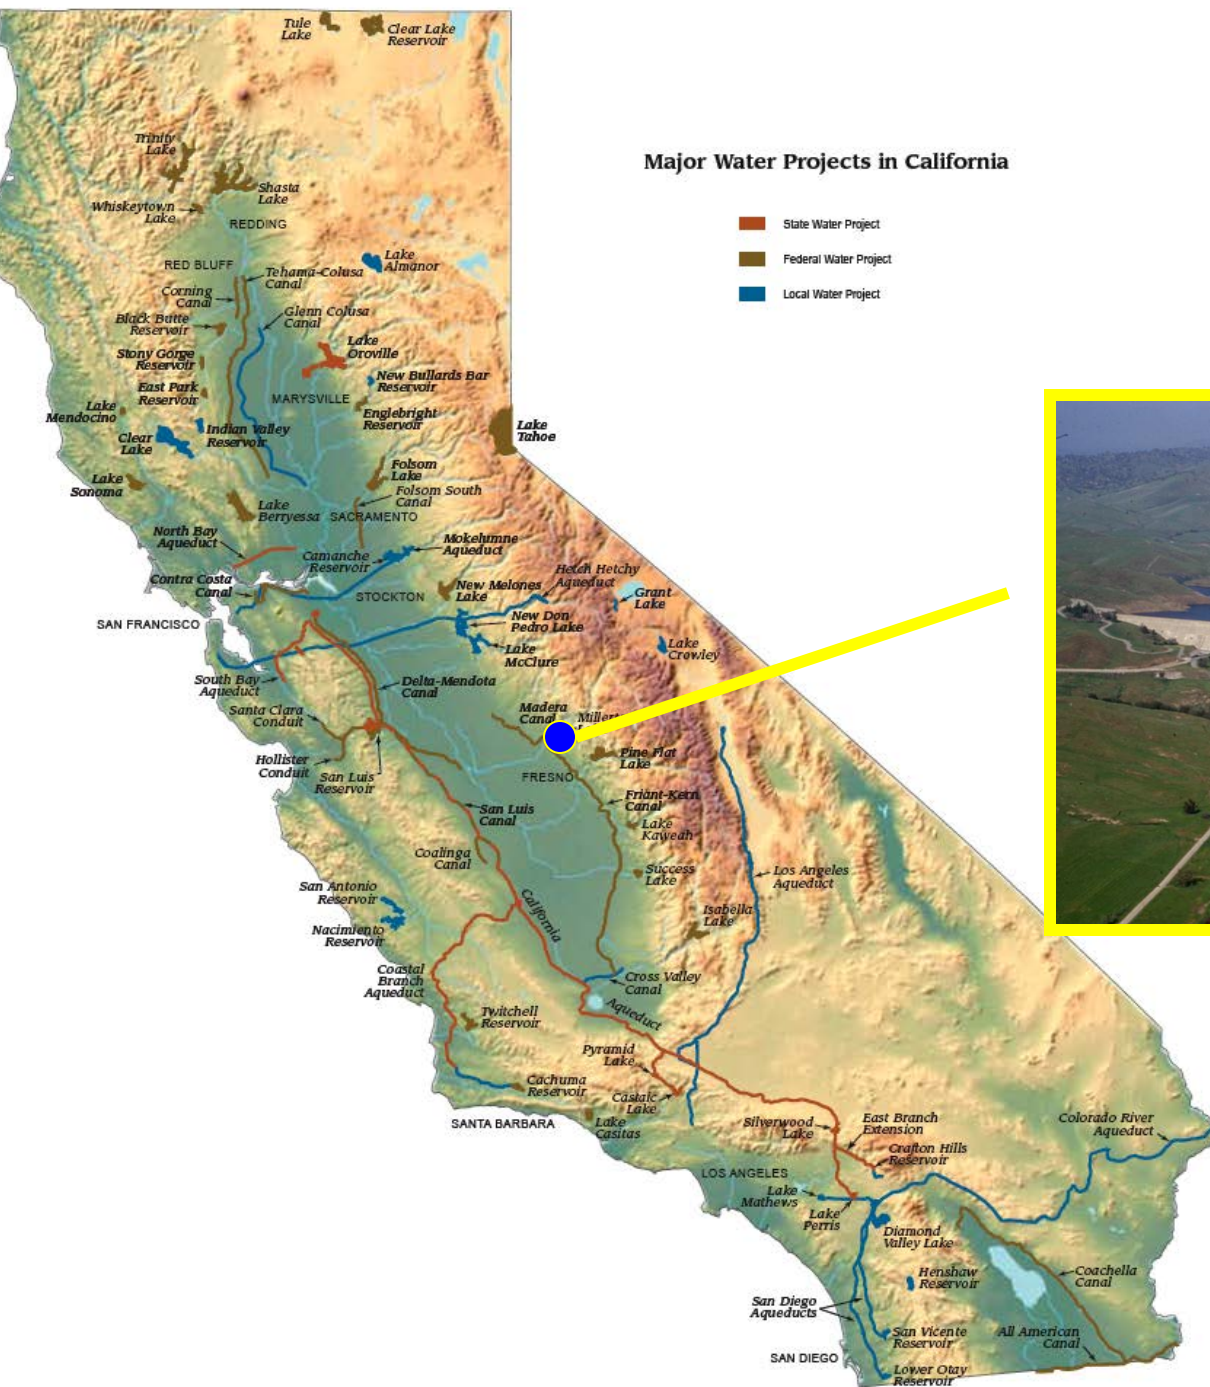 Tule
Lake
Clear Lake
Reservoir
Trinity
Lake
Major Water Projects in California
Shasta
Lake
Whiskeytown
Lake
State Water Project
REDDING
Federal Water Project
RED BLUFF
Lake
Almanor
Tehama-Colusa
Canal
Local Water Project
Corning
Canal
Glenn Colusa
Canal
Black Butte
Reservoir
Lake
Oroville
Stony Gorge
Reservoir
New Bullards Bar
Reservoir
East Park
Reservoir
MARYSVILLE
Lake
Mendocino
Englebright
Reservoir
Lake
Tahoe
Clear
Lake
Indian Valley
Reservoir
Folsom
Lake
Lake
Sonoma
Folsom South
Canal
Lake
Berryessa
SACRAMENTO
North Bay
Aqueduct
Mokelumne
Aqueduct
Camanche
Reservoir
Hetch Hetchy
Aqueduct
Contra Costa
Canal
New Melones
Lake
Grant
Lake
STOCKTON
SAN FRANCISCO
New Don
Pedro Lake
Lake
McClure
Lake
Crowley
South Bay
Aqueduct
Delta-Mendota
Canal
Santa Clara
Conduit
Madera
Canal
Hollister
Conduit
San Luis
Reservoir
Pine Flat
Lake
FRESNO
Friant-Kern
Canal
San Luis
Canal
Lake
Kaweah
Coalinga
Canal
Success
Lake
Los Angeles
Aqueduct
San Antonio
Reservoir
California
Isabella
Lake
Nacimiento
Reservoir
Coastal
Branch
Aqueduct
Cross Valley
Canal
Aqueduct
Twitchell
Reservoir
Pyramid
Lake
Cachuma
Reservoir
Castaic
Lake
SANTA BARBARA
Lake
Casitas
Silverwood
Lake
East Branch
Extension
Colorado River
Aqueduct
Crafton Hills
Reservoir
LOS ANGELES
Lake
Mathews
Lake
Perris
Diamond
Valley Lake
Henshaw
Reservoir
Coachella
Canal
San Diego
Aqueducts
San Vicente
Reservoir
All American
Canal
SAN DIEGO
Lower Otay
Reservoir